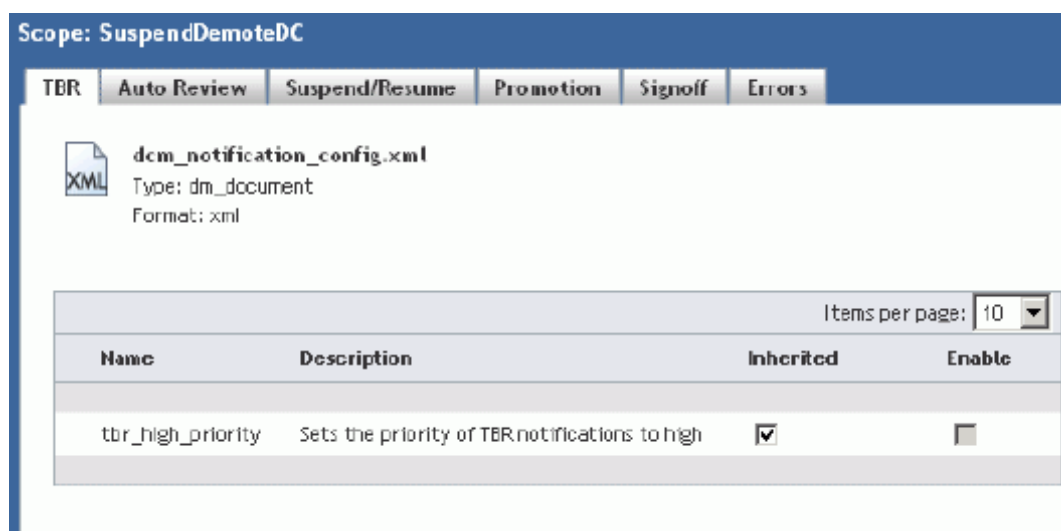 Scope: SuspendDemoteDC
TBR Auto Review Suspend/Resume Promotion Signoff Errors
dcm_notification_config.xml
XML
Type: dm_document
Format: xml
Items per page: 10
Name Description Inherited Enable
tbr_high_priority Sets the priority of TBR notifications to high